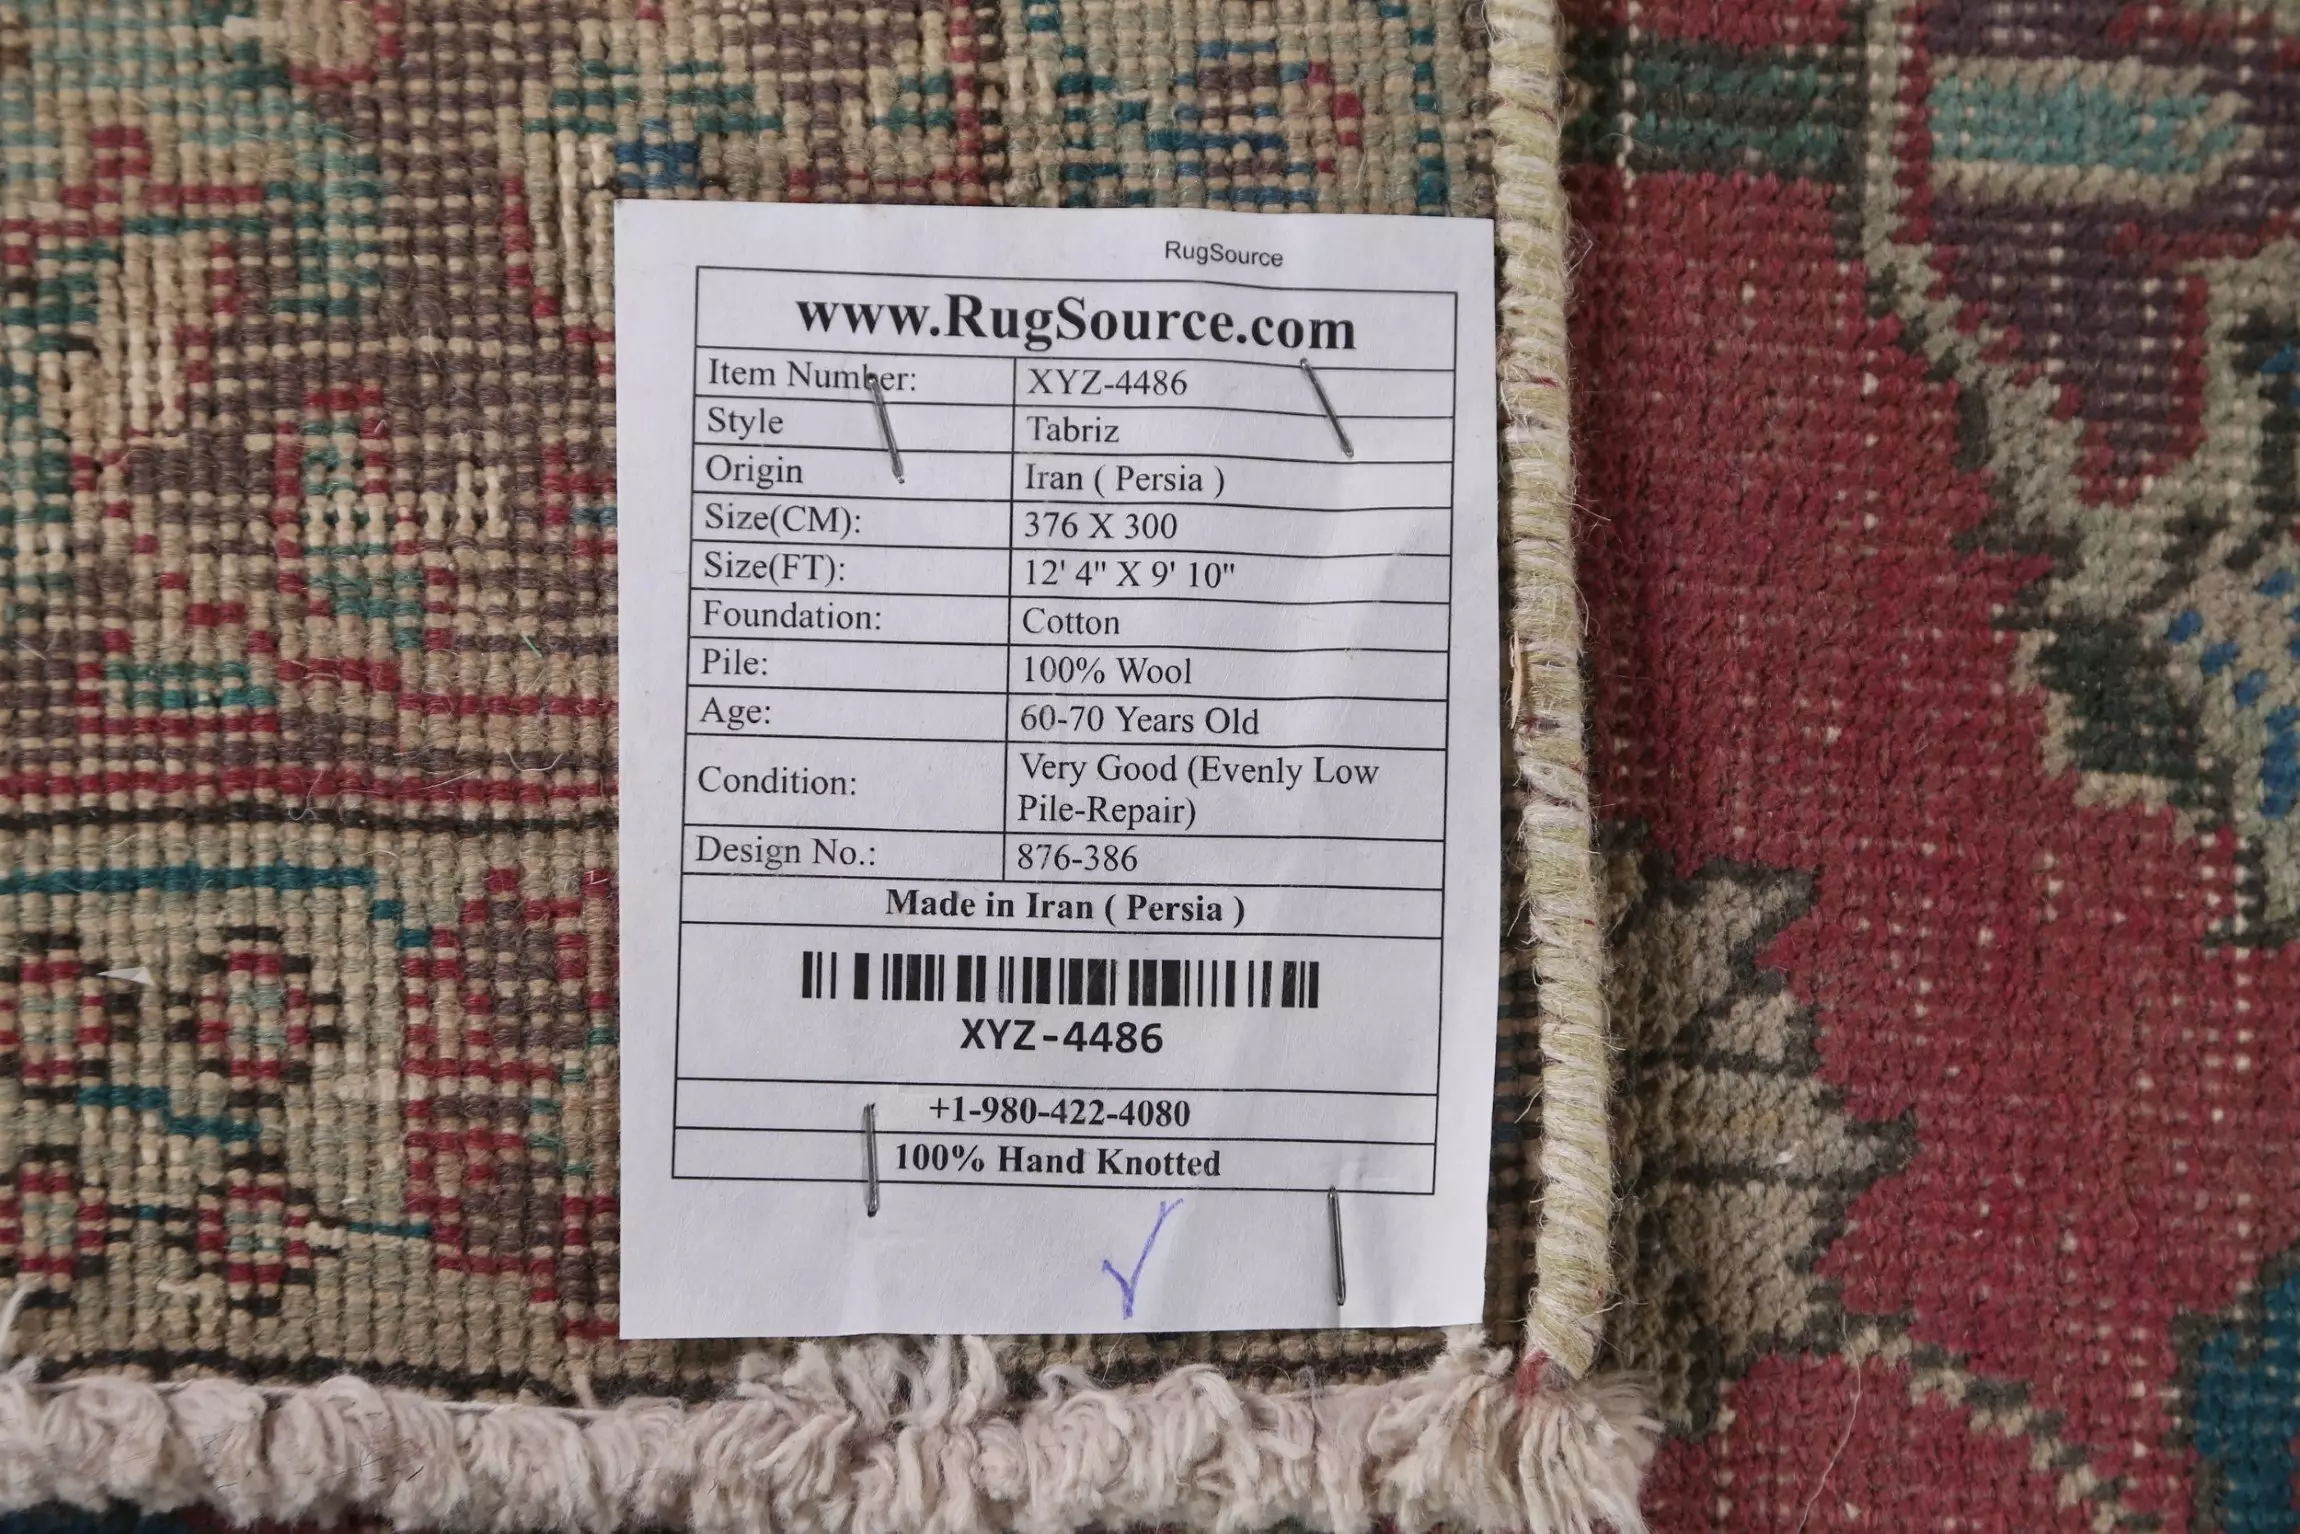 RugSource
www.RugSource.com
Item Number: XYZ-4486
Style Tabriz
Origin Iran ( Persia )
Size(CM): 376 X 300
Size(FT): 12' 4" X 9' 10"
Foundation: Cotton
Pile: 100% Wool
Age: 60-70 Years Old
Condition: Very Good (Evenly Low
Pile-Repair)
Design No.: 876-386
Made in Iran ( Persia )
XYZ-4486
+1-980-422-4080
100% Hand Knotted